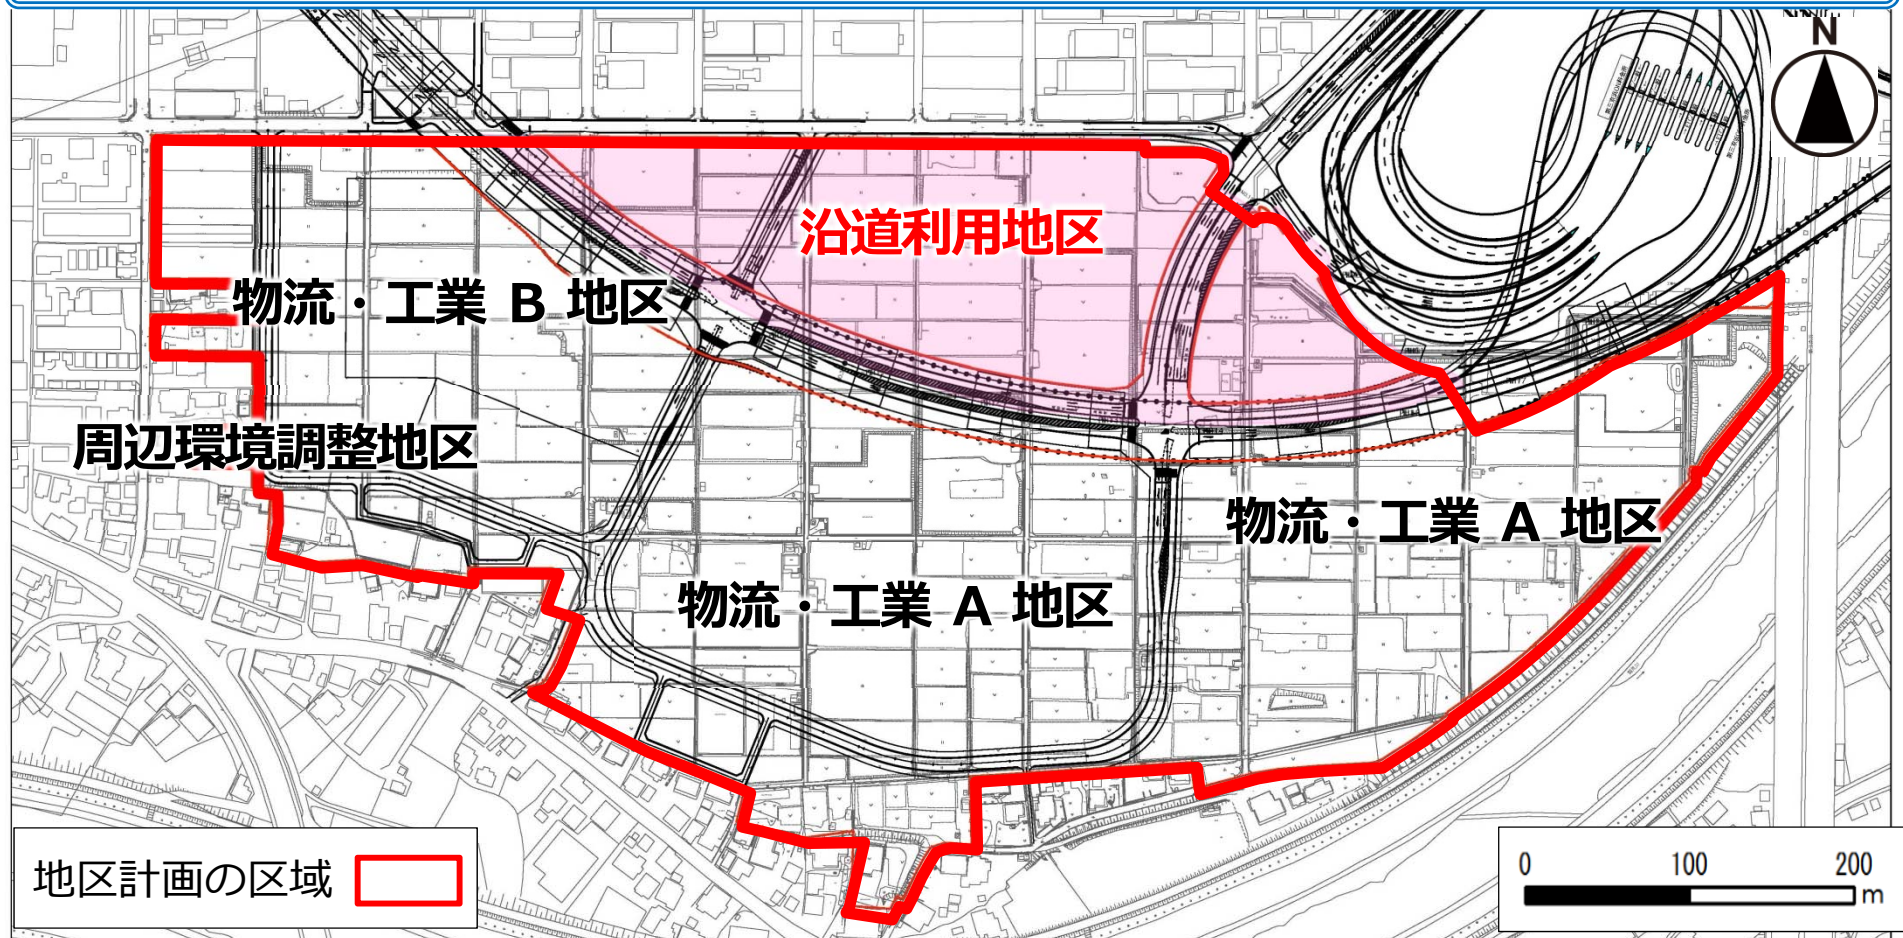 N
沿道利用地区
物流・工業 B 地区
周辺環境調整地区
物流・工業 A 地区
物流・工業 A 地区
地区計画の区域
0 100 200
m